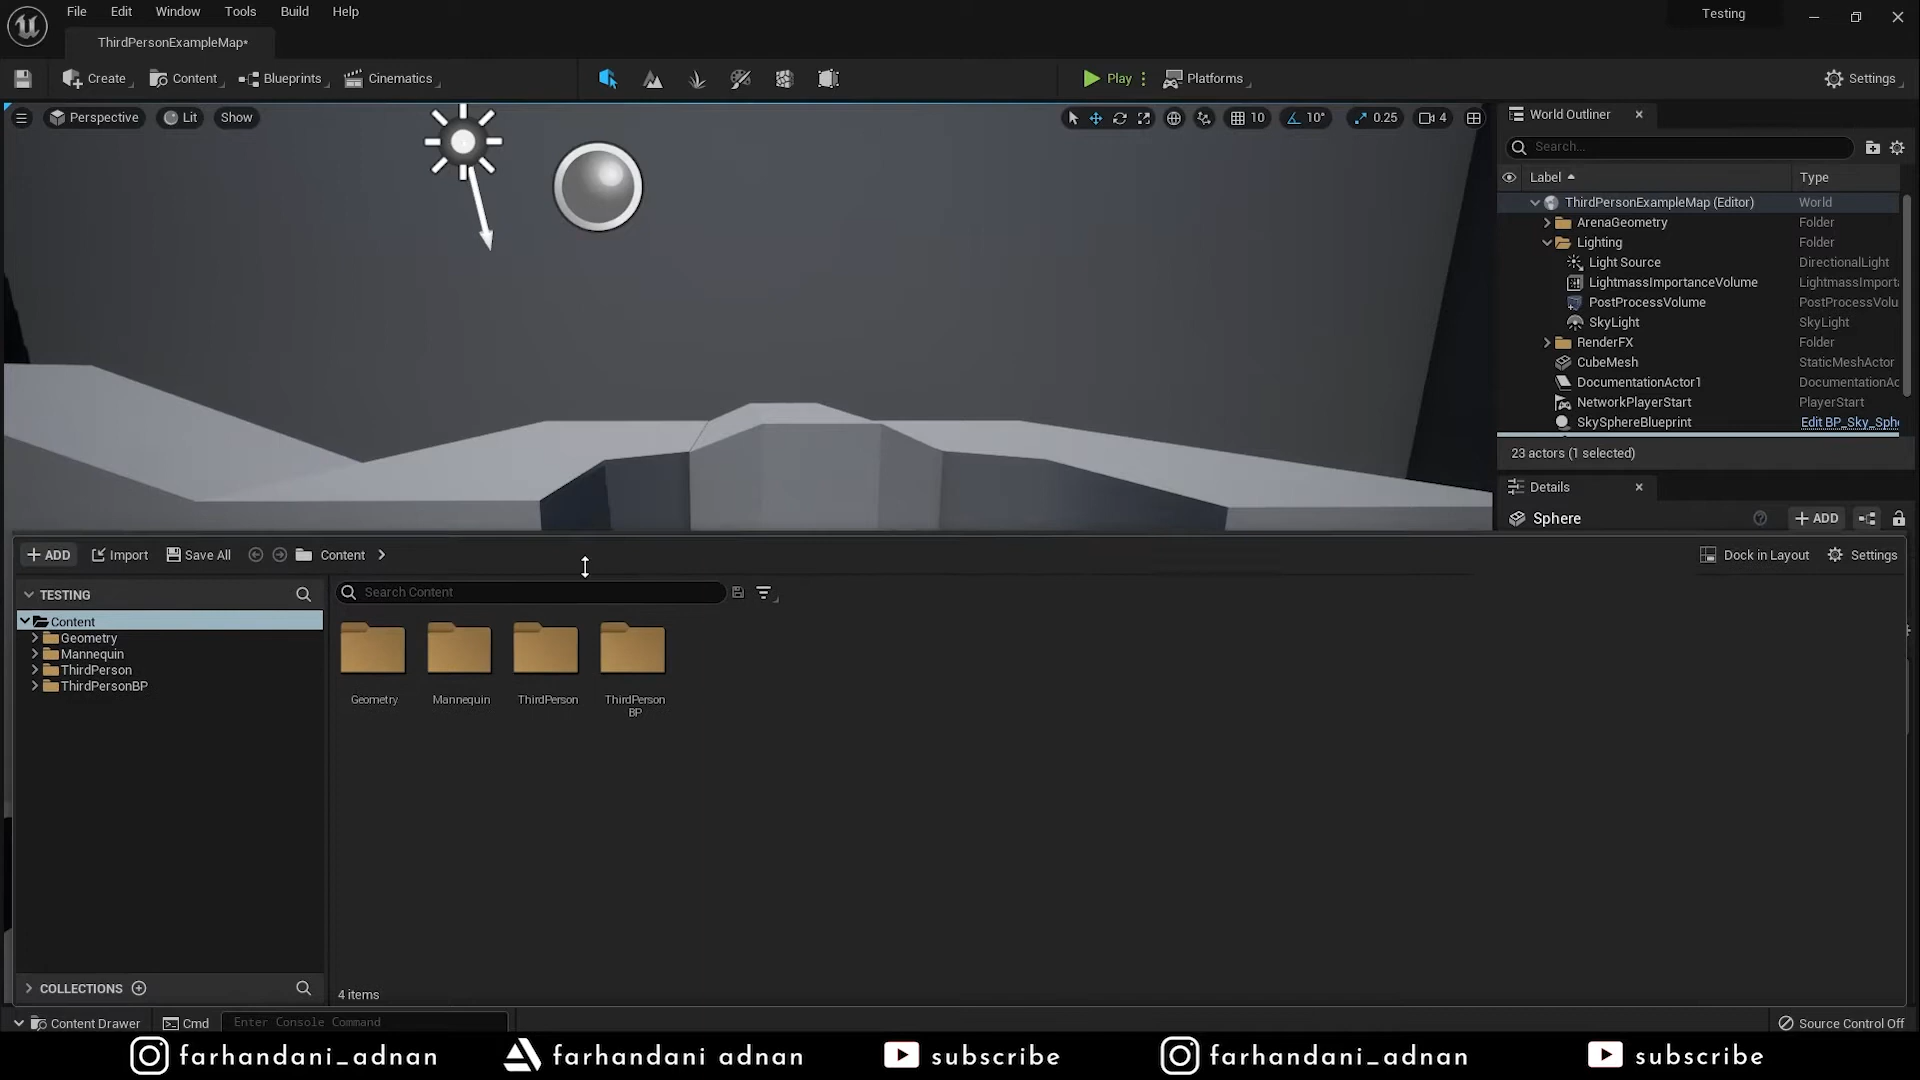 File Edit Window Tools Build Help
Testing
ThirdPersonExampleMap*
Create Content Blueprints Cinematics Play Platforms Settings
Perspective Lit Show 10 10° 0.25 4
World Outliner
Search...
Label Type
ThirdPersonExampleMap (Editor) World
ArenaGeometry Folder
Lighting Folder
Light Source DirectionalLight
LightmassImportanceVolume LightmassImport
PostProcessVolume PostProcessVolu
SkyLight SkyLight
RenderFX Folder
CubeMesh StaticMeshActor
DocumentationActor1 DocumentationAc
NetworkPlayerStart PlayerStart
SkySphereBlueprint Edit BP_Sky_Sph
23 actors (1 selected)
Details
Sphere + ADD
+ ADD Import Save All Content Dock in Layout Settings
TESTING
Search Content
Content
Geometry
Mannequin
ThirdPerson
ThirdPersonBP
Geometry Mannequin ThirdPerson ThirdPerson
BP
COLLECTIONS
4 items
Content Drawer Cmd Enter Console Command Source Control Off
farhandani_adnan farhandani adnan subscribe farhandani_adnan subscribe